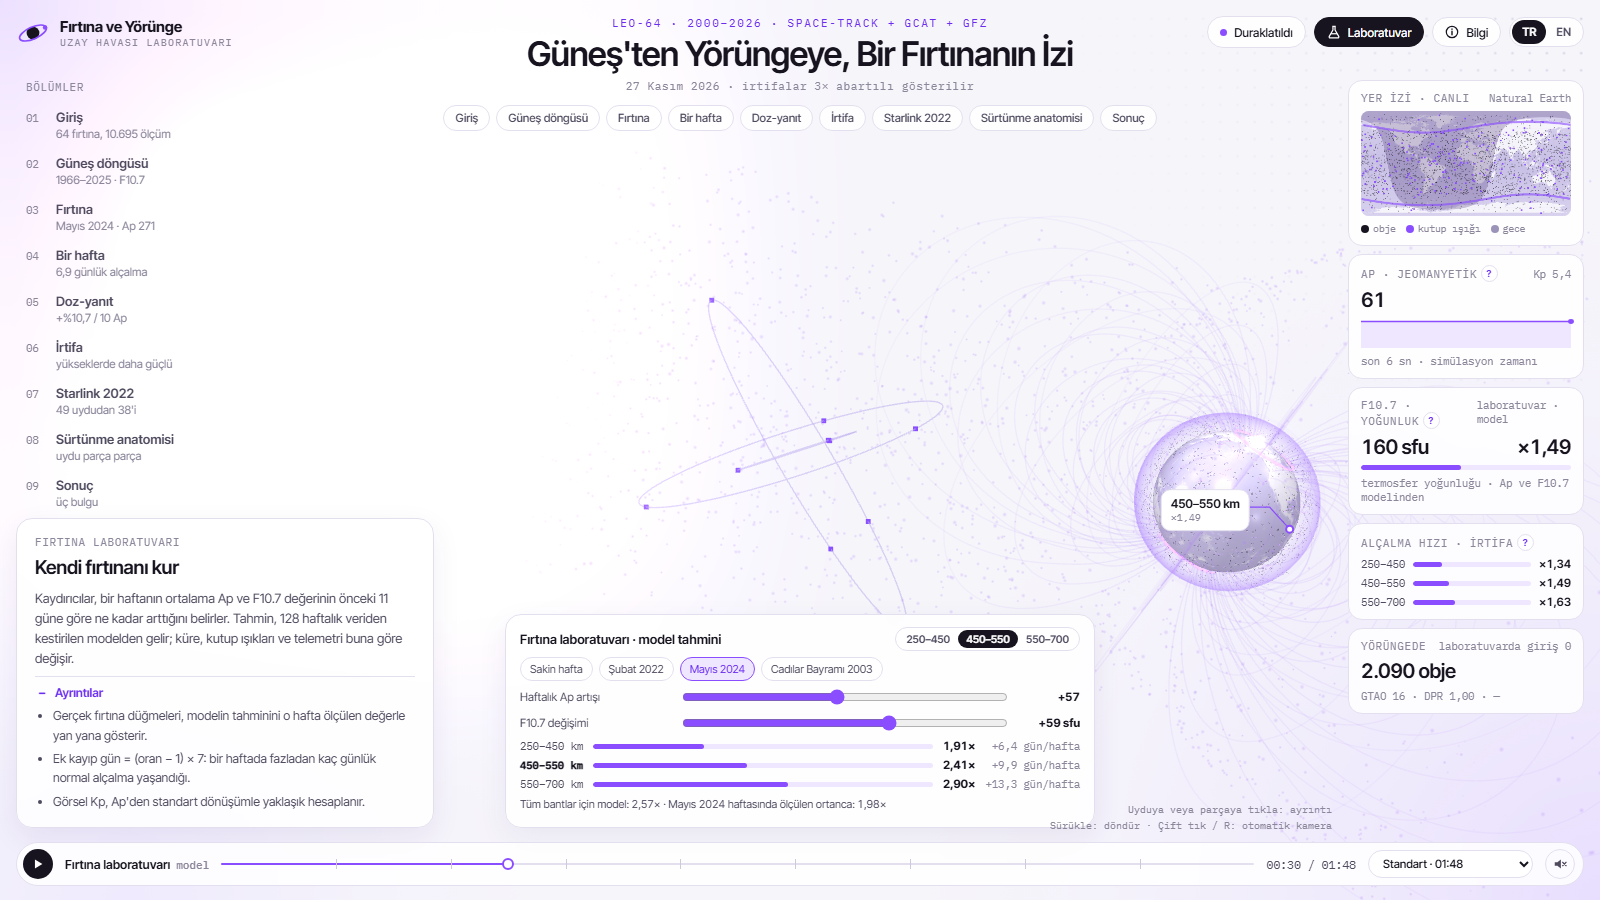 Fırtına ve Yörünge
UZAY HAVASI LABORATUVARI
LEO-64 · 2000–2026 · SPACE-TRACK + GCAT + GFZ
Güneş'ten Yörüngeye, Bir Fırtınanın İzi
27 Kasım 2026 · irtifalar 3× abartılı gösterilir
Giriş
Güneş döngüsü
Fırtına
Bir hafta
Doz-yanıt
İrtifa
Starlink 2022
Sürtünme anatomisi
Sonuç
Duraklatıldı
Laboratuvar
Bilgi
TR EN
BÖLÜMLER
01 Giriş
64 fırtına, 10.695 ölçüm
02 Güneş döngüsü
1966–2025 · F10.7
03 Fırtına
Mayıs 2024 · Ap 271
04 Bir hafta
6,9 günlük alçalma
05 Doz-yanıt
+%10,7 / 10 Ap
06 İrtifa
yükseklerde daha güçlü
07 Starlink 2022
49 uydudan 38'i
08 Sürtünme anatomisi
uydu parça parça
09 Sonuç
üç bulgu
FIRTINA LABORATUVARI
Kendi fırtınanı kur
Kaydırıcılar, bir haftanın ortalama Ap ve F10.7 değerinin önceki 11
güne göre ne kadar arttığını belirler. Tahmin, 128 haftalık veriden
kestirilen modelden gelir; küre, kutup ışıkları ve telemetri buna göre
değişir.
– Ayrıntılar
• Gerçek fırtına düğmeleri, modelin tahminini o hafta ölçülen değerle
yan yana gösterir.
• Ek kayıp gün = (oran − 1) × 7: bir haftada fazladan kaç günlük
normal alçalma yaşandığı.
• Görsel Kp, Ap'den standart dönüşümle yaklaşık hesaplanır.
450–550 km
×1,49
Fırtına laboratuvarı · model tahmini
250–450 450–550 550–700
Sakin hafta
Şubat 2022
Mayıs 2024
Cadılar Bayramı 2003
Haftalık Ap artışı +57
F10.7 değişimi +59 sfu
250–450 km 1,91× +6,4 gün/hafta
450–550 km 2,41× +9,9 gün/hafta
550–700 km 2,90× +13,3 gün/hafta
Tüm bantlar için model: 2,57× · Mayıs 2024 haftasında ölçülen ortanca: 1,98×
Uyduya veya parçaya tıkla: ayrıntı
Sürükle: döndür · Çift tık / R: otomatik kamera
YER İZİ · CANLI Natural Earth
obje kutup ışığı gece
AP · JEOMANYETİK ? Kp 5,4
61
son 6 sn · simülasyon zamanı
F10.7 ·
YOĞUNLUK ?
laboratuvar ·
model
160 sfu ×1,49
termosfer yoğunluğu · Ap ve F10.7
modelinden
ALÇALMA HIZI · İRTİFA ?
250–450 ×1,34
450–550 ×1,49
550–700 ×1,63
YÖRÜNGEDE laboratuvarda giriş 0
2.090 obje
GTAO 16 · DPR 1,00 · —
Fırtına laboratuvarı model
00:30 / 01:48
Standart · 01:48